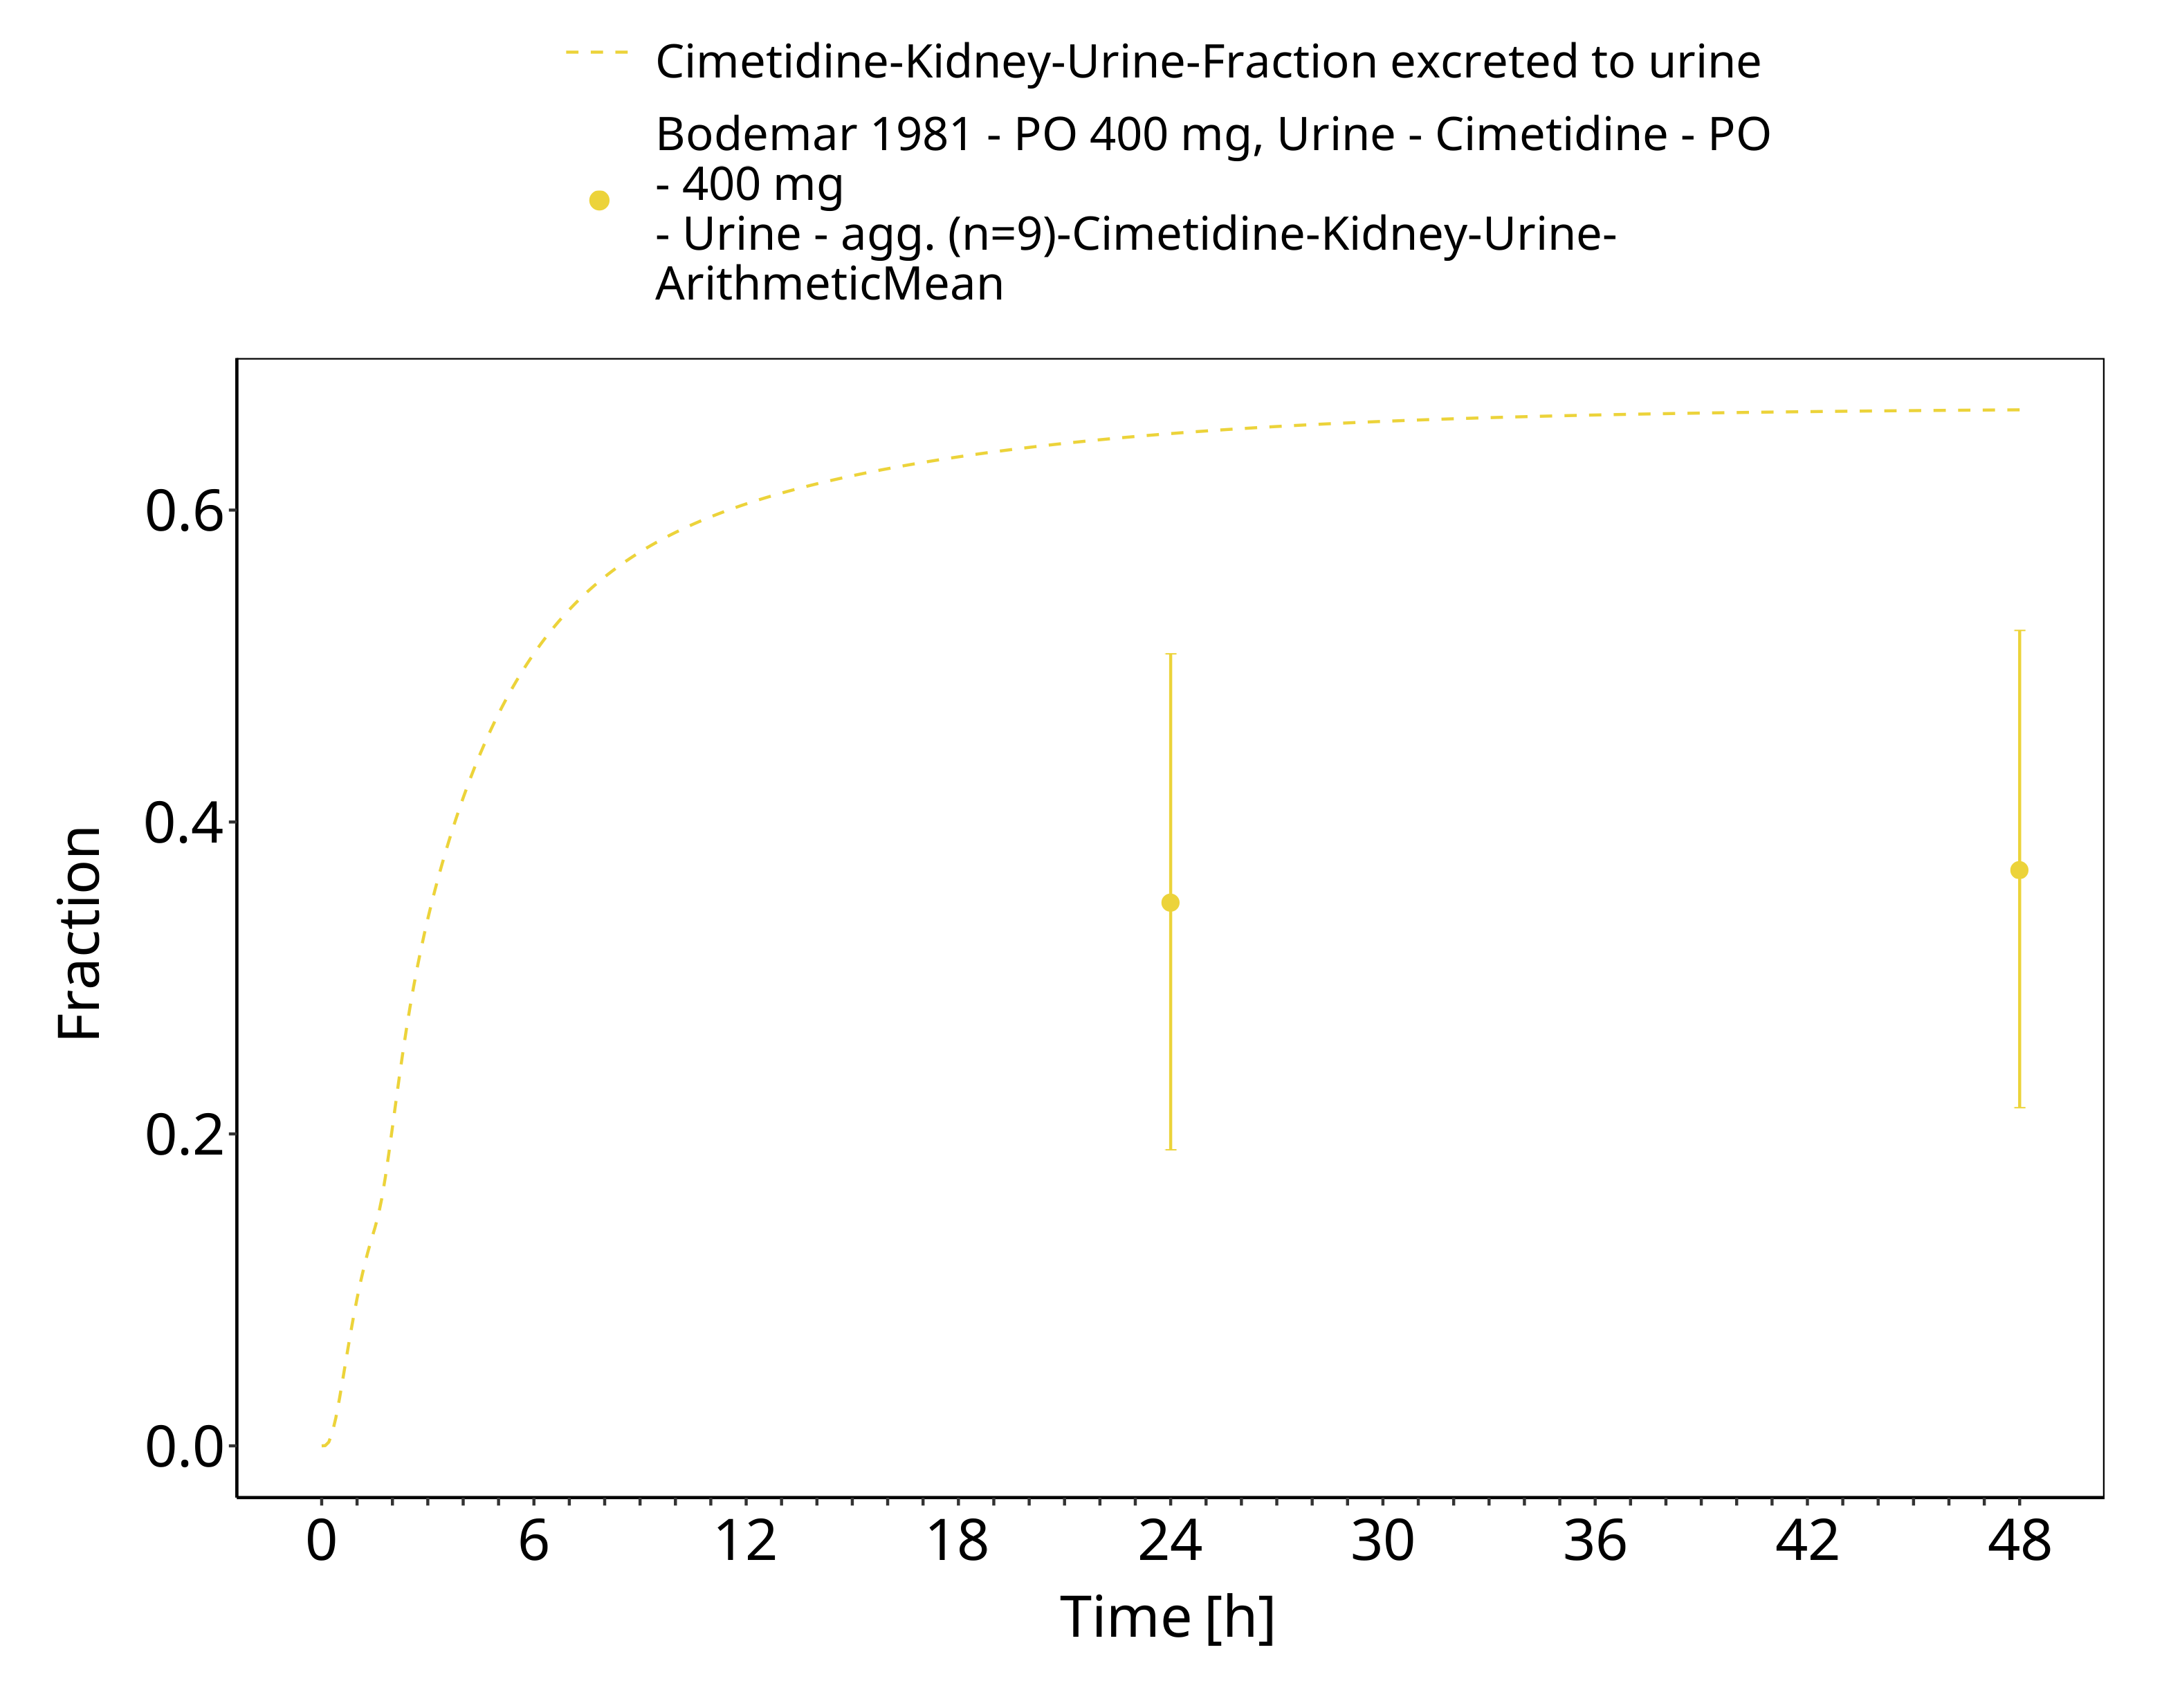 Cimetidine-Kidney-Urine-Fraction excreted to urine
Bodemar 1981 - PO 400 mg, Urine - Cimetidine - PO
- 400 mg
- Urine - agg. (n=9)-Cimetidine-Kidney-Urine-
ArithmeticMean
0.6
0.4
0.2
0.0
Fraction
0 6 12 18 24 30 36 42 48
Time [h]